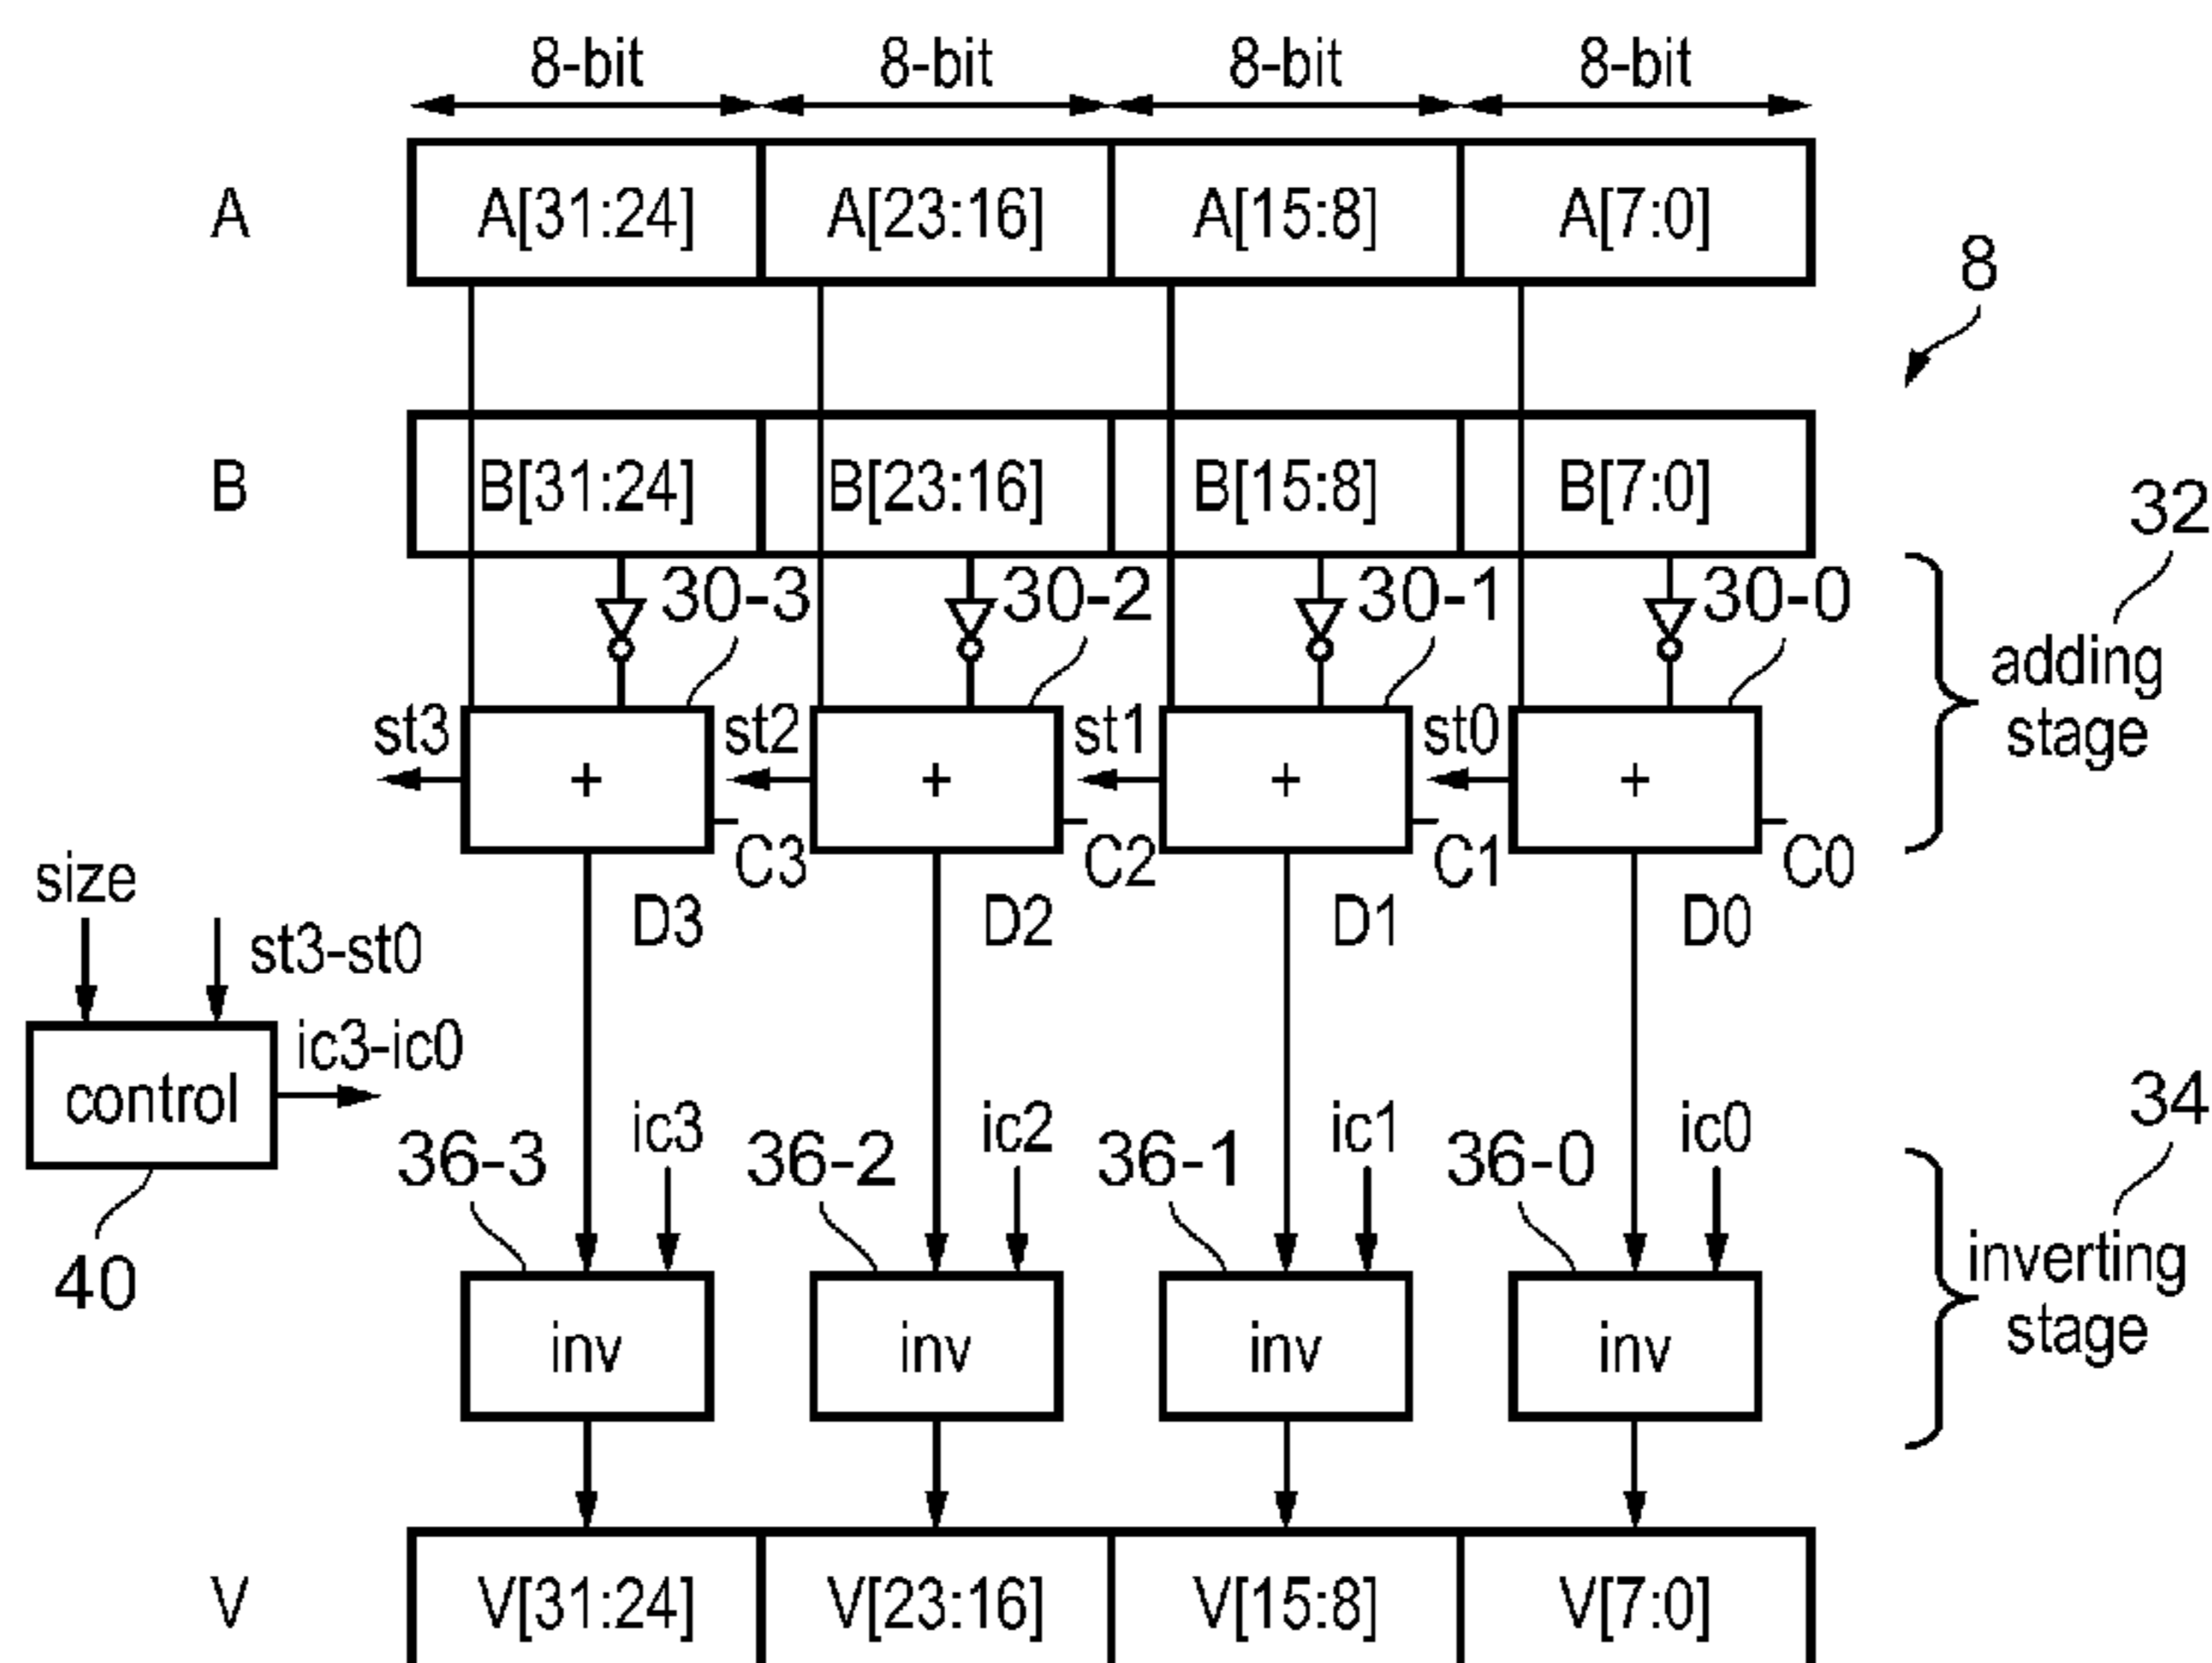 8-bit 8-bit 8-bit 8-bit
A A[31:24] A[23:16] A[15:8] A[7:0]
8
B B[31:24] B[23:16] B[15:8] B[7:0]
32
30-3 30-2 30-1 30-0
adding
stage
st3 + st2 + st1 + st0 +
C3 C2 C1 C0
size
D3 D2 D1 D0
st3-st0
ic3-ic0
control
34
ic3 ic2 ic1 ic0
36-3 36-2 36-1 36-0
40
inverting
stage
inv inv inv inv
V V[31:24] V[23:16] V[15:8] V[7:0]